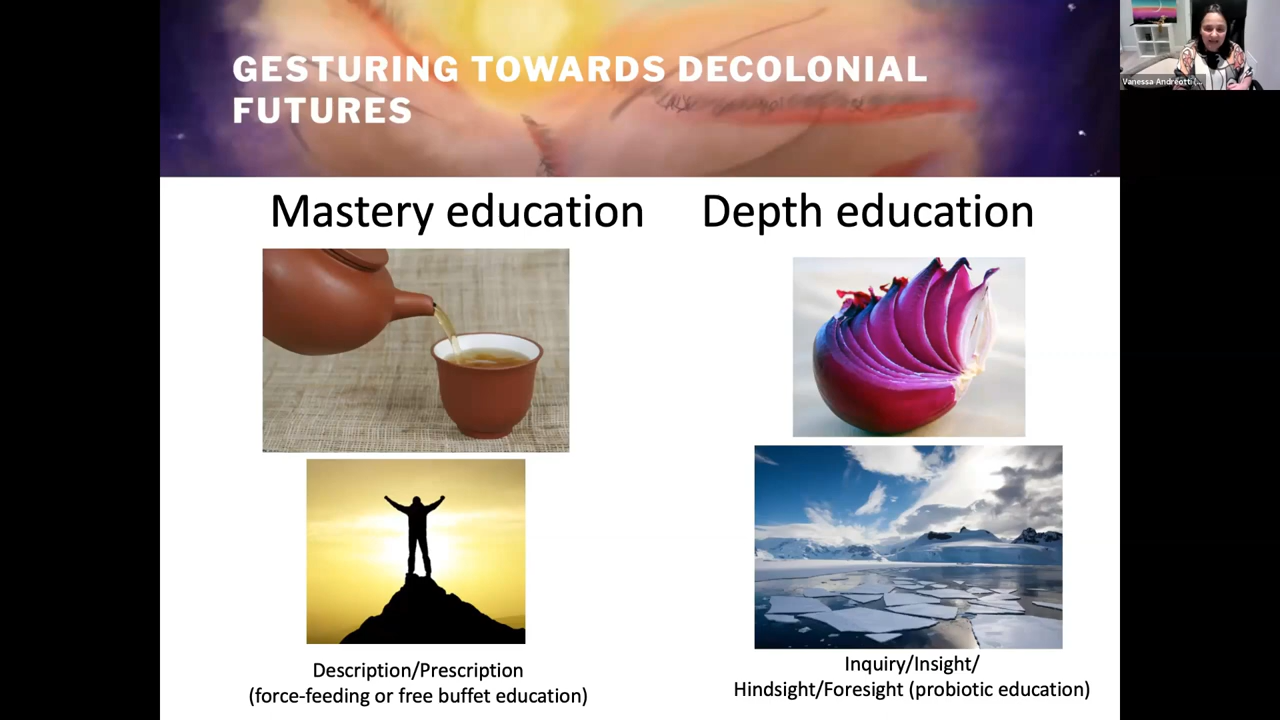 GESTURING TOWARDS DECOLONIAL
FUTURES
Vanessa Andreotti (...
Mastery education
Depth education
Description/Prescription
(force-feeding or free buffet education)
Inquiry/Insight/
Hindsight/Foresight (probiotic education)